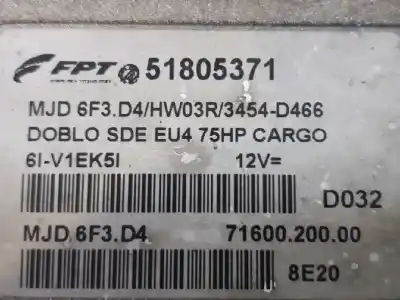 FPT 51805371
MJD 6F3.D4/HW03R/3454-D466
DOBLO SDE EU4 75HP CARGO
6I-V1EK5I 12V=
D032
MJD 6F3.D4 71600.200.00
8E20